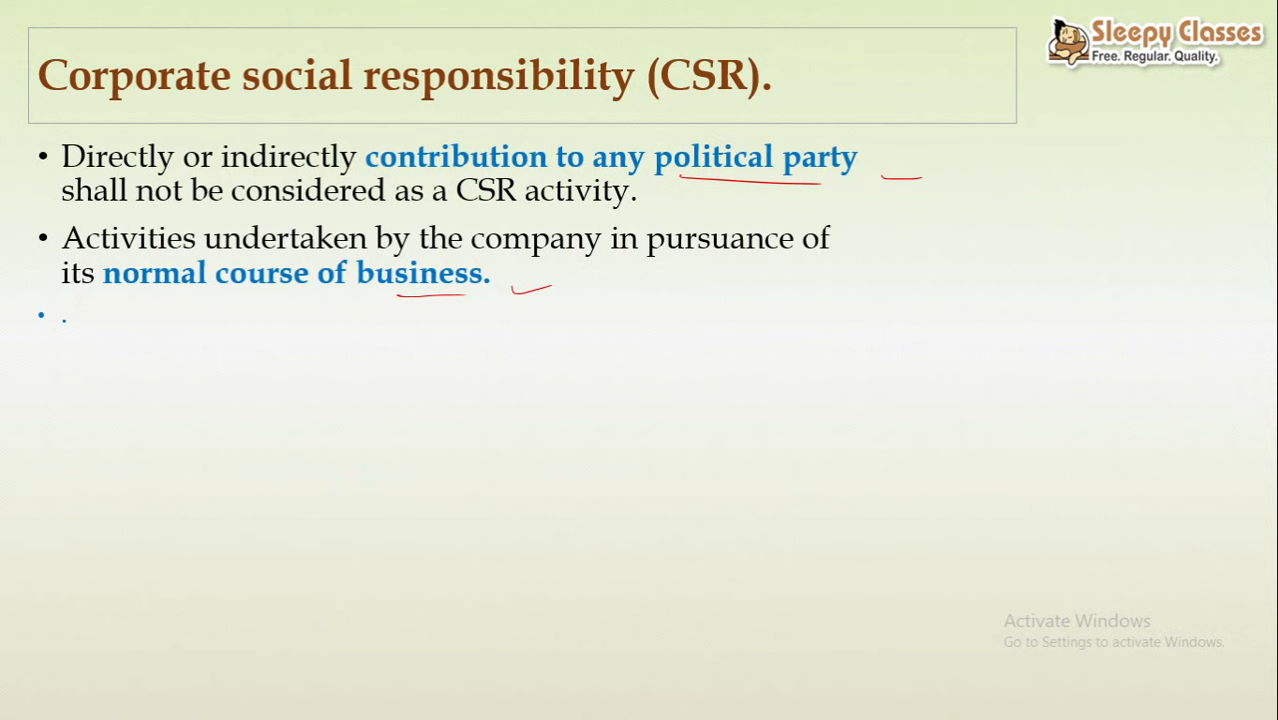 Sleepy Classes
Free. Regular. Quality.
Corporate social responsibility (CSR).
• Directly or indirectly contribution to any political party
shall not be considered as a CSR activity.
• Activities undertaken by the company in pursuance of
its normal course of business.
• .
Activate Windows
Go to Settings to activate Windows.